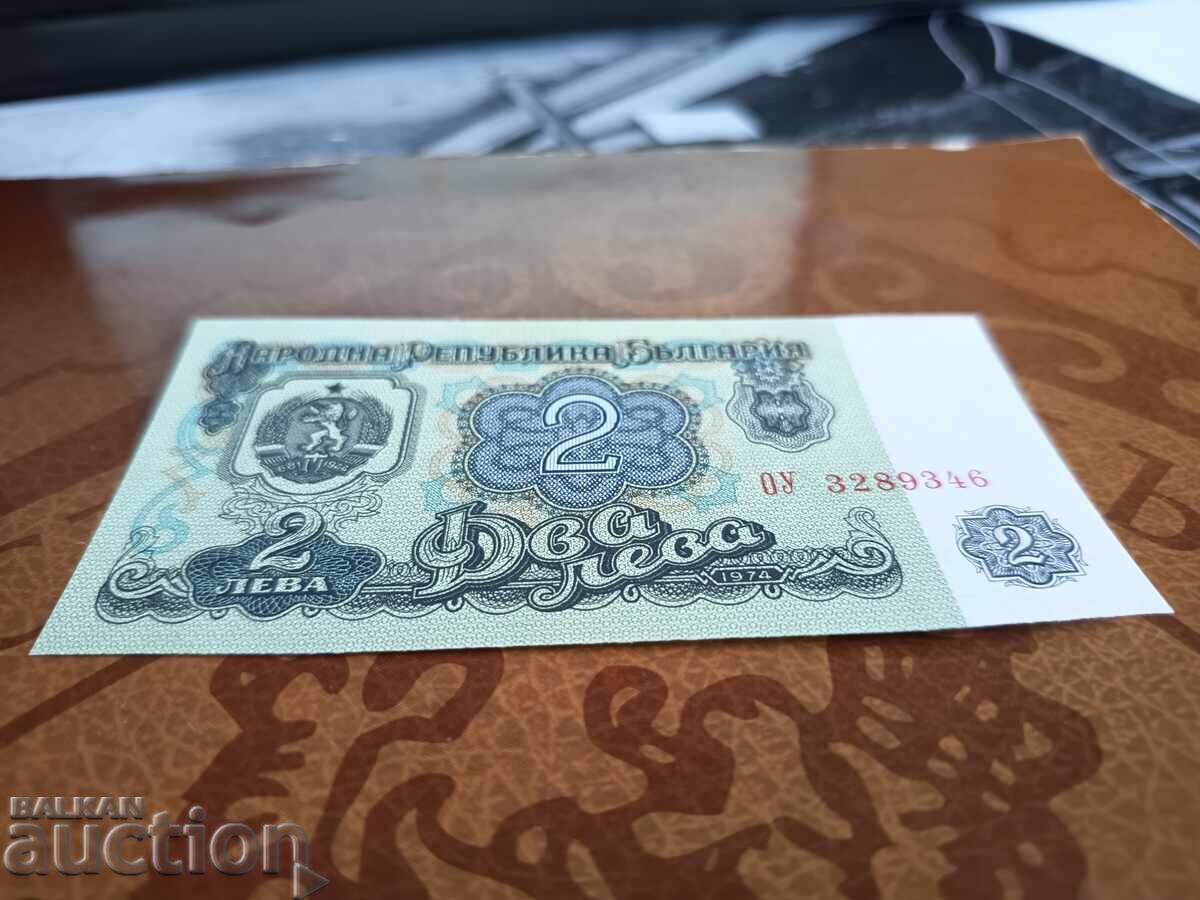 Народна Република България
2
ОУ 3289346
2
ЛЕВА
Два
лева
1974
2
BALKAN
auction